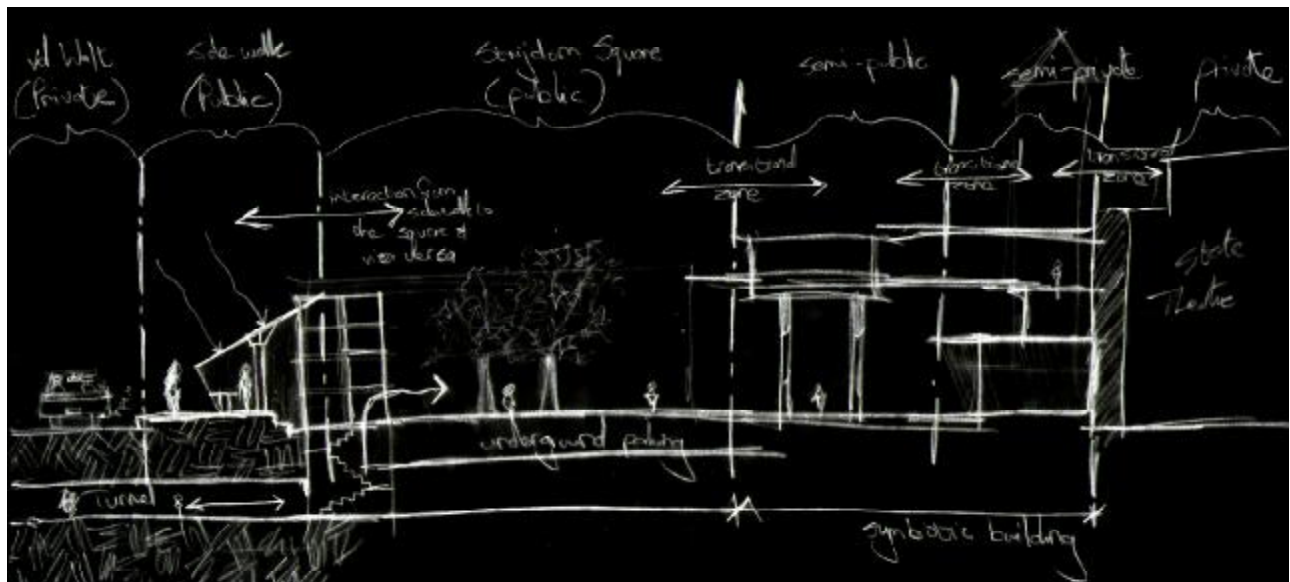 vd Walt
(Private)
side walk
(Public)
Strijdom Square
(public)
semi-public
semi-private
private
transitional
zone
transitional
zone
transitional
zone
interaction from
sidewalk to
the square &
vice versa
State
Theatre
underground parking
Tunnel
symbiotic building